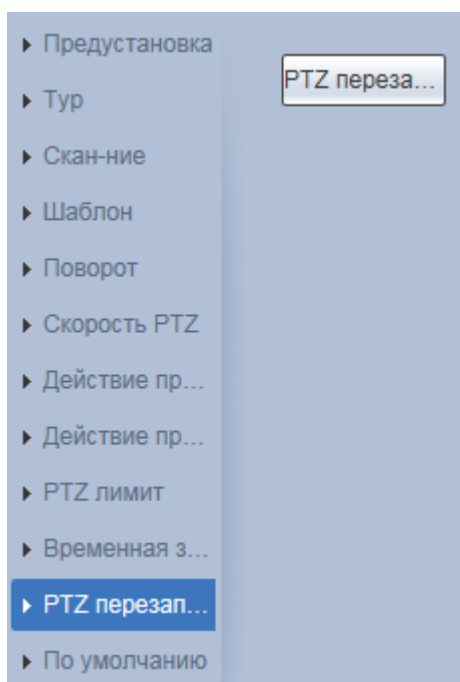 Предустановка
Тур
Скан-ние
Шаблон
Поворот
Скорость PTZ
Действие пр...
Действие пр...
PTZ лимит
Временная з...
PTZ перезап...
По умолчанию
PTZ переза...